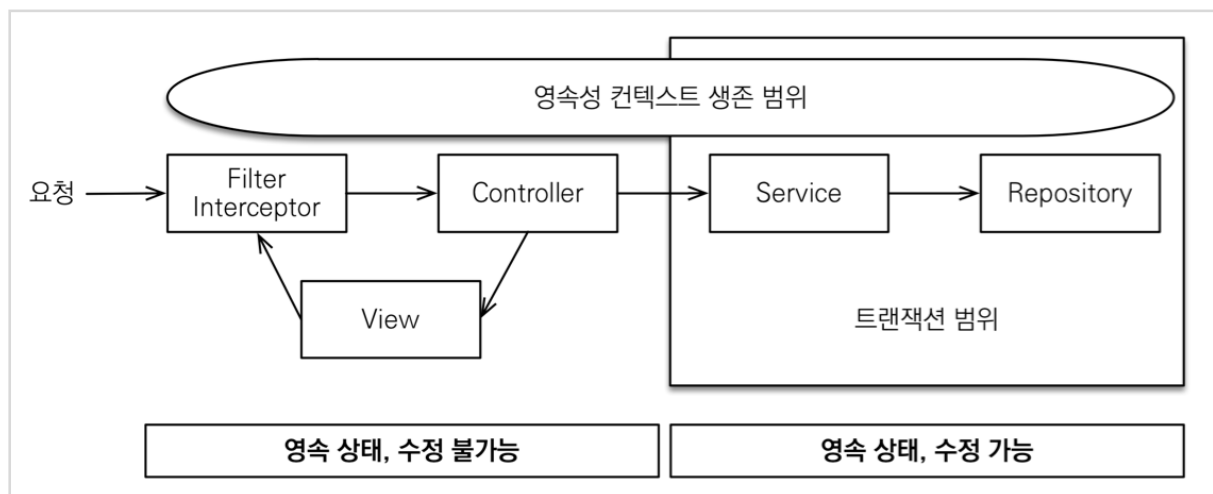 영속성 컨텍스트 생존 범위
요청
Filter
Interceptor
Controller
Service
Repository
View
트랜잭션 범위
영속 상태, 수정 불가능
영속 상태, 수정 가능